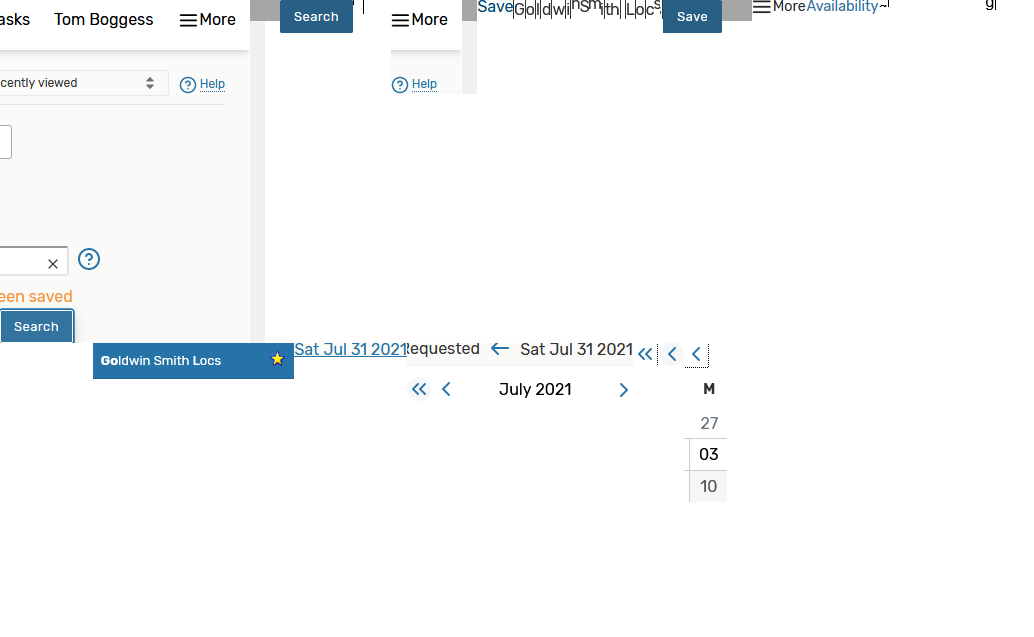 asks Tom Boggess More Search More Save Goldwin Smith Locs Save More Availability
cently viewed Help Help
een saved
Search
Goldwin Smith Locs Sat Jul 31 2021 equested Sat Jul 31 2021
July 2021 M
27
03
10